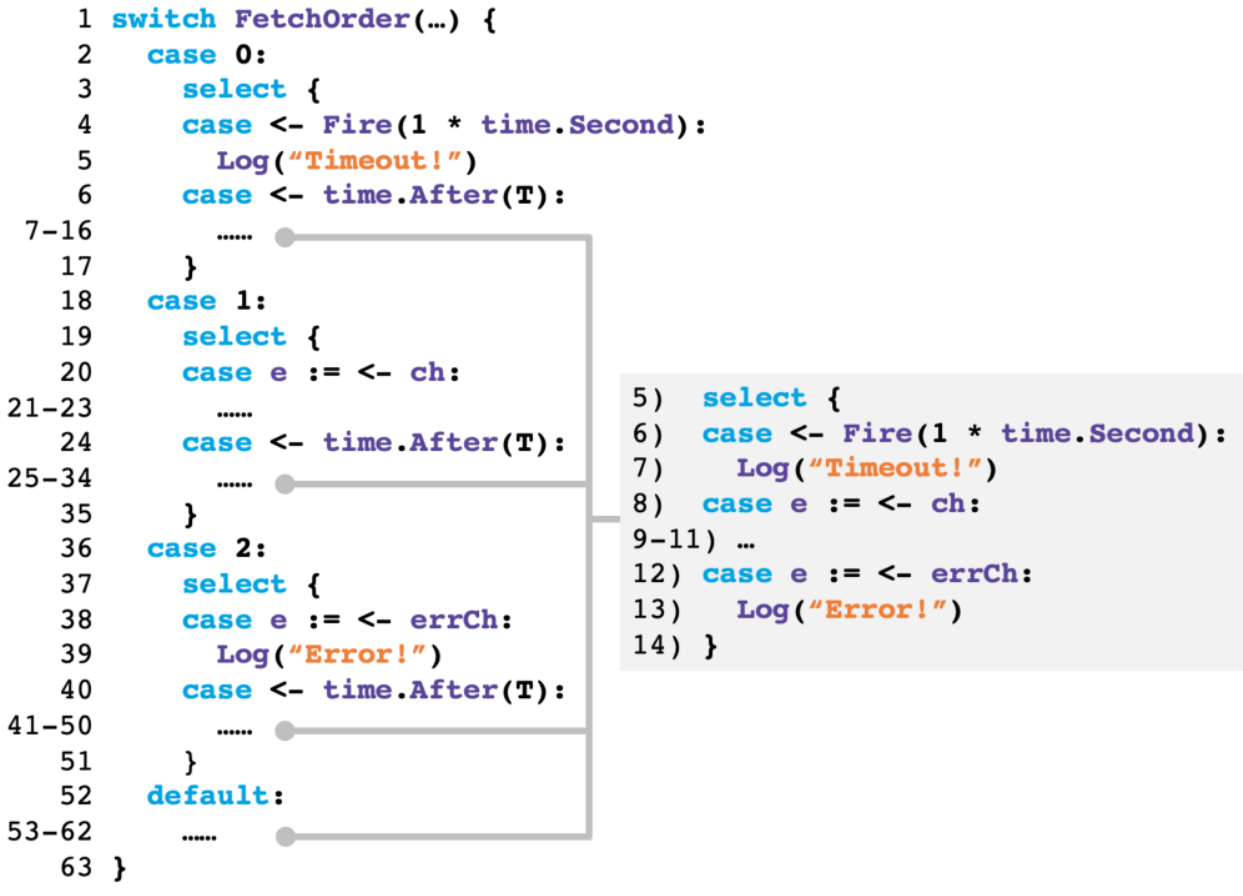 1 switch FetchOrder(…) {
2 case 0:
3 select {
4 case <- Fire(1 * time.Second):
5 Log(“Timeout!”)
6 case <- time.After(T):
7-16 ……
17 }
18 case 1:
19 select {
20 case e := <- ch:
21-23 ……
24 case <- time.After(T):
25-34 ……
35 }
36 case 2:
37 select {
38 case e := <- errCh:
39 Log(“Error!”)
40 case <- time.After(T):
41-50 ……
51 }
52 default:
53-62 ……
63 }
5) select {
6) case <- Fire(1 * time.Second):
7) Log(“Timeout!”)
8) case e := <- ch:
9-11) …
12) case e := <- errCh:
13) Log(“Error!”)
14) }